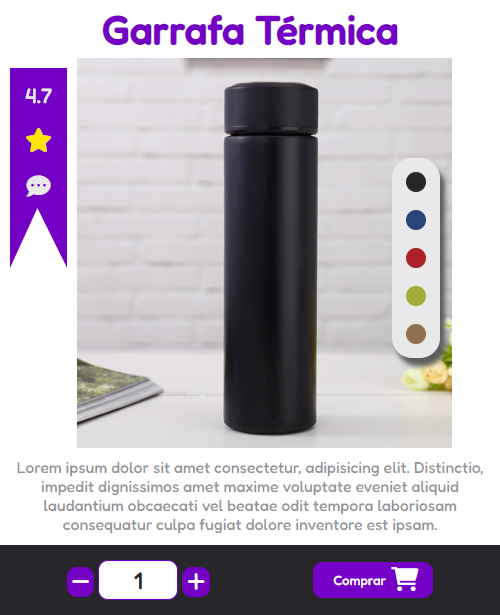 Garrafa Térmica
4.7
Lorem ipsum dolor sit amet consectetur, adipisicing elit. Distinctio,
impedit dignissimos amet maxime voluptate eveniet aliquid
laudantium obcaecati vel beatae odit tempora laboriosam
consequatur culpa fugiat dolore inventore est ipsam.
1
Comprar